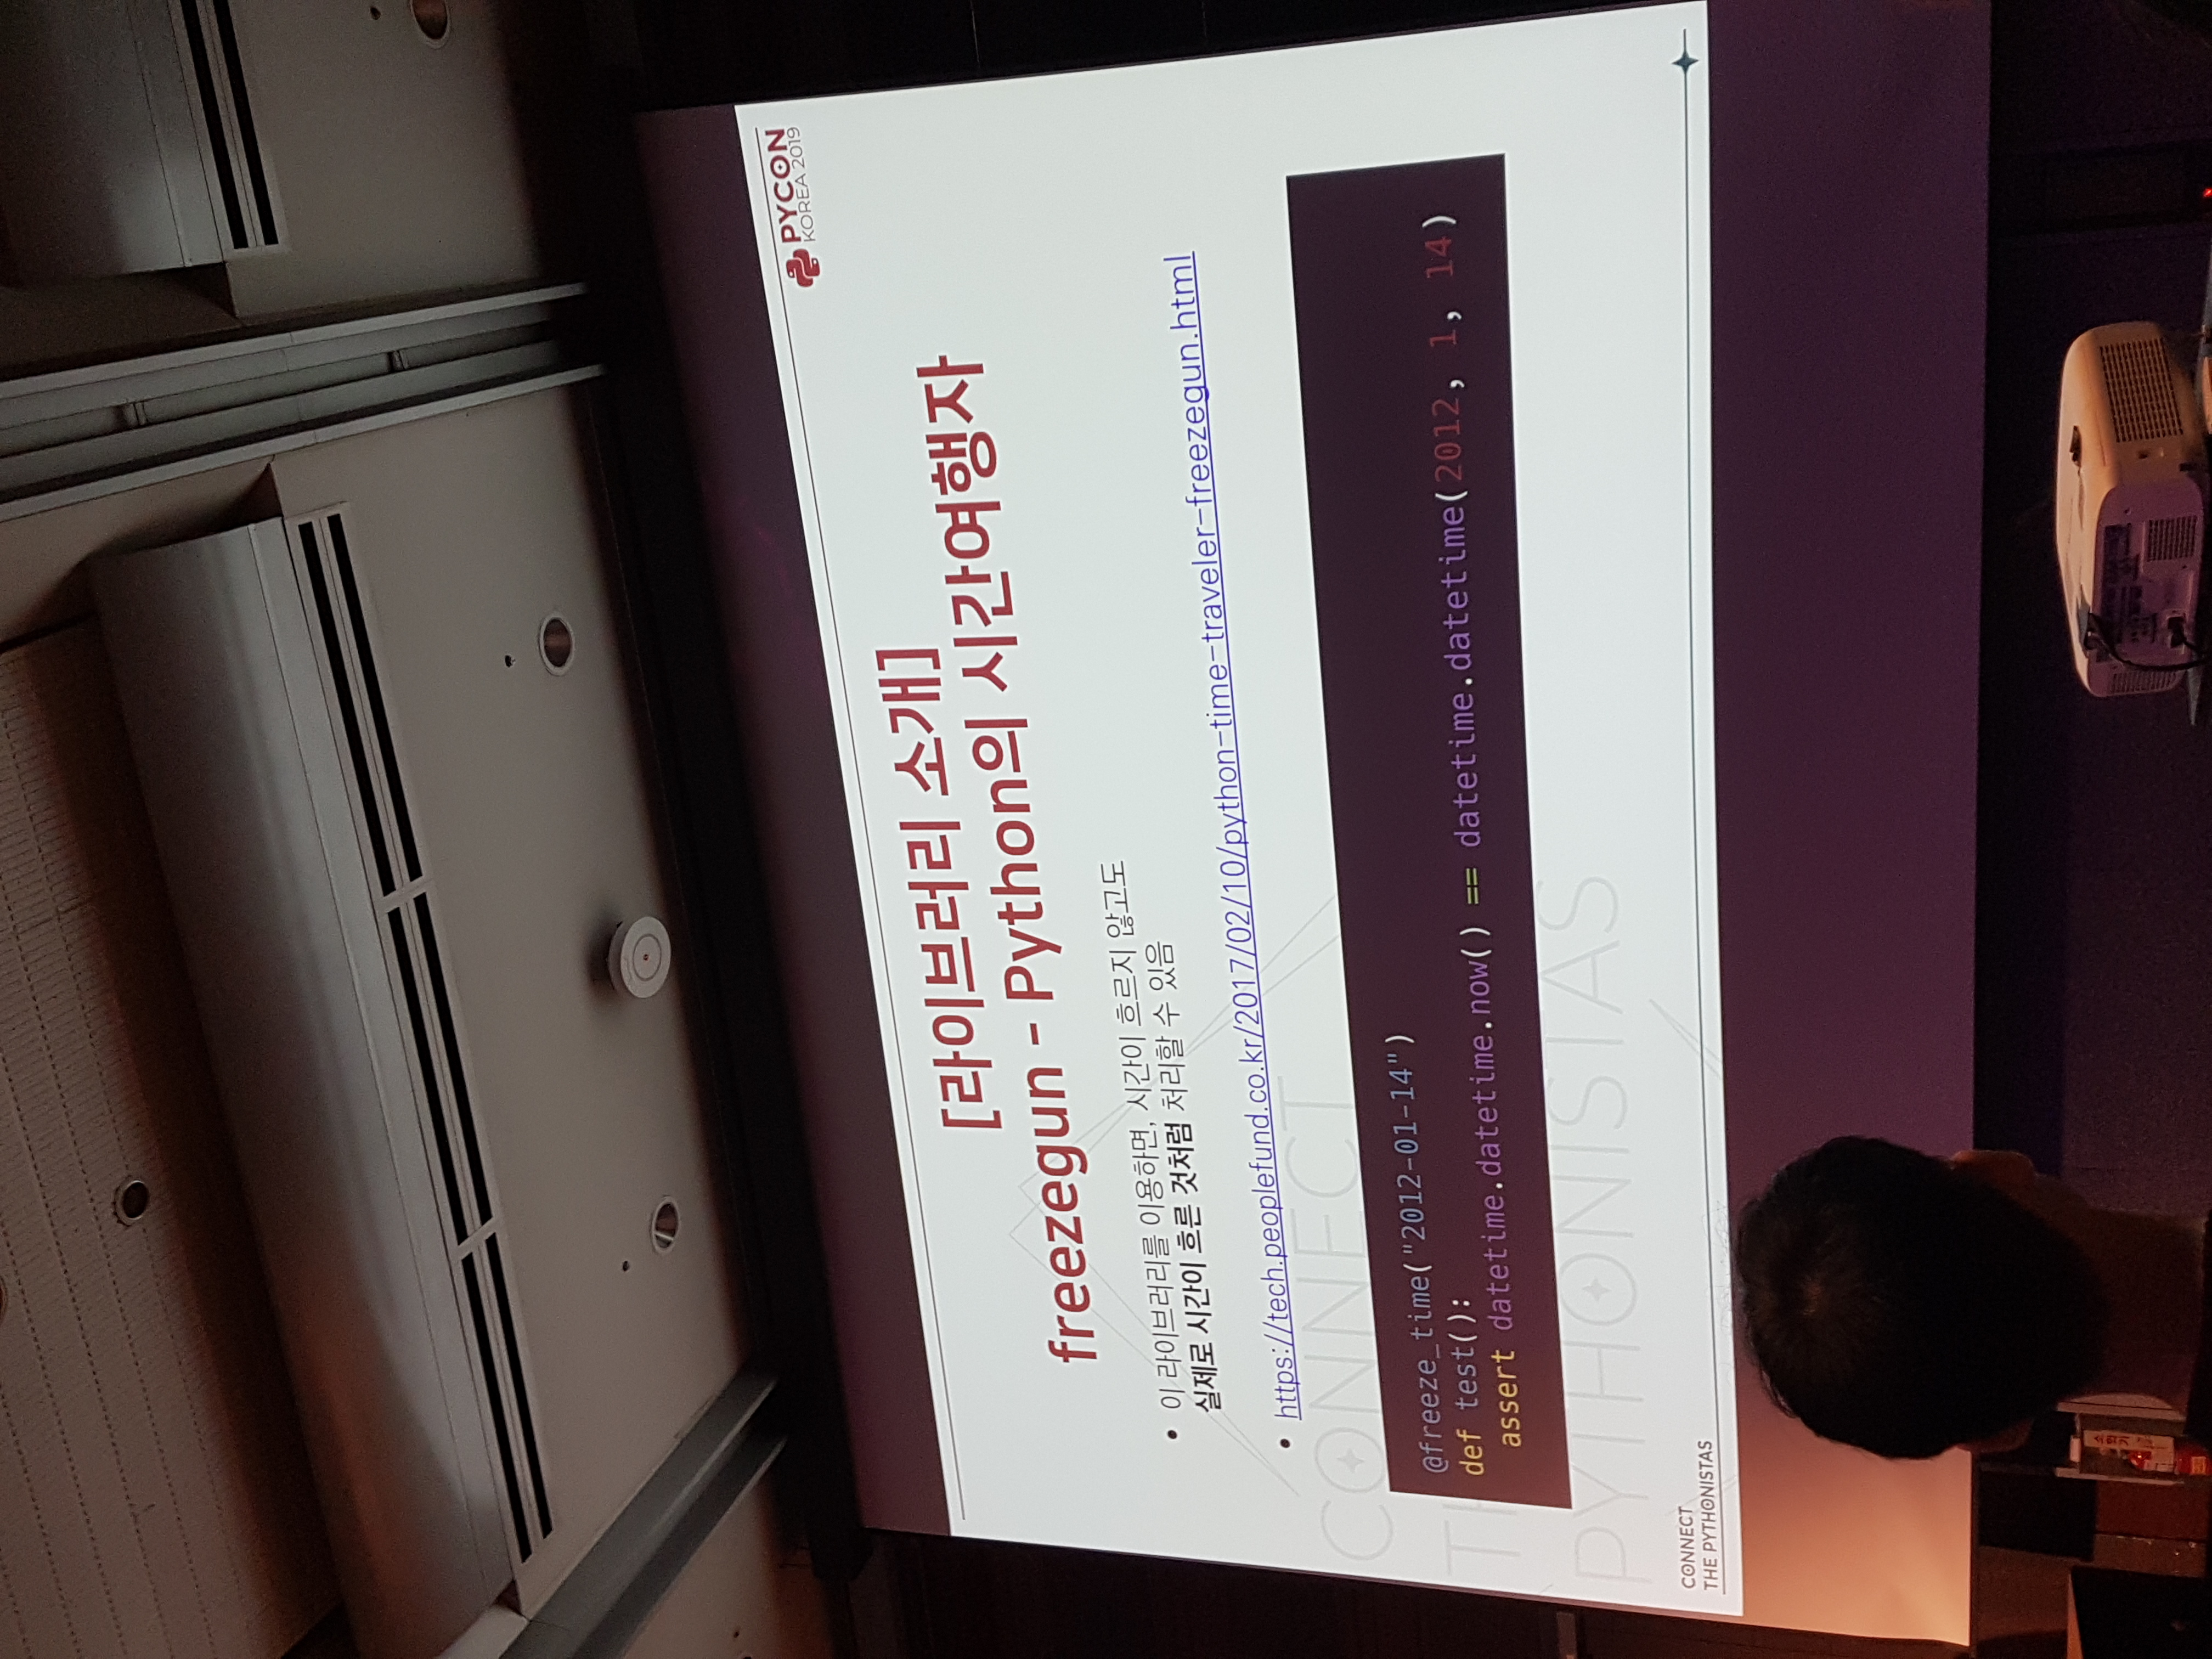 PYCON
KOREA 2019
[라이브러리 소개]
freezegun - Python의 시간여행자
• 이 라이브러리를 이용하면, 시간이 흐르지 않고도
실제로 시간이 흐른 것처럼 처리할 수 있음
• https://tech.peoplefund.co.kr/2017/02/10/python-time-traveler-freezegun.html
CONNECT
TH
PYTHONISTAS
@freeze_time("2012-01-14")
def test():
assert datetime.datetime.now() == datetime.datetime(2012, 1, 14)
CONNECT
THE PYTHONISTAS
소화기